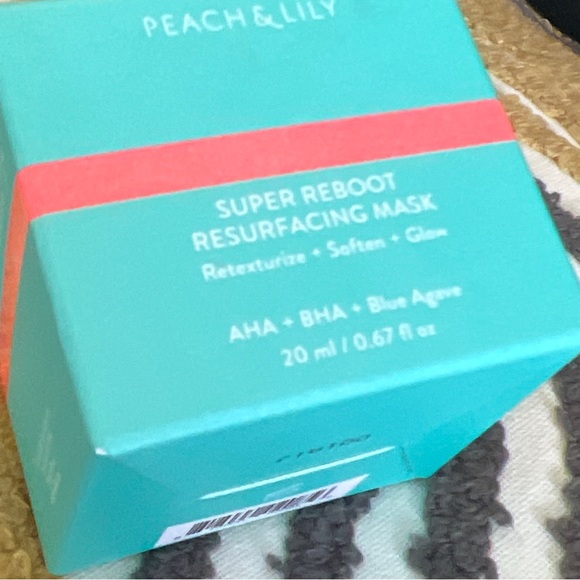 PEACH & LILY
SUPER REBOOT
RESURFACING MASK
Retexturize + Soften + Glow
AHA + BHA + Blue Agave
20 ml / 0.67 fl oz